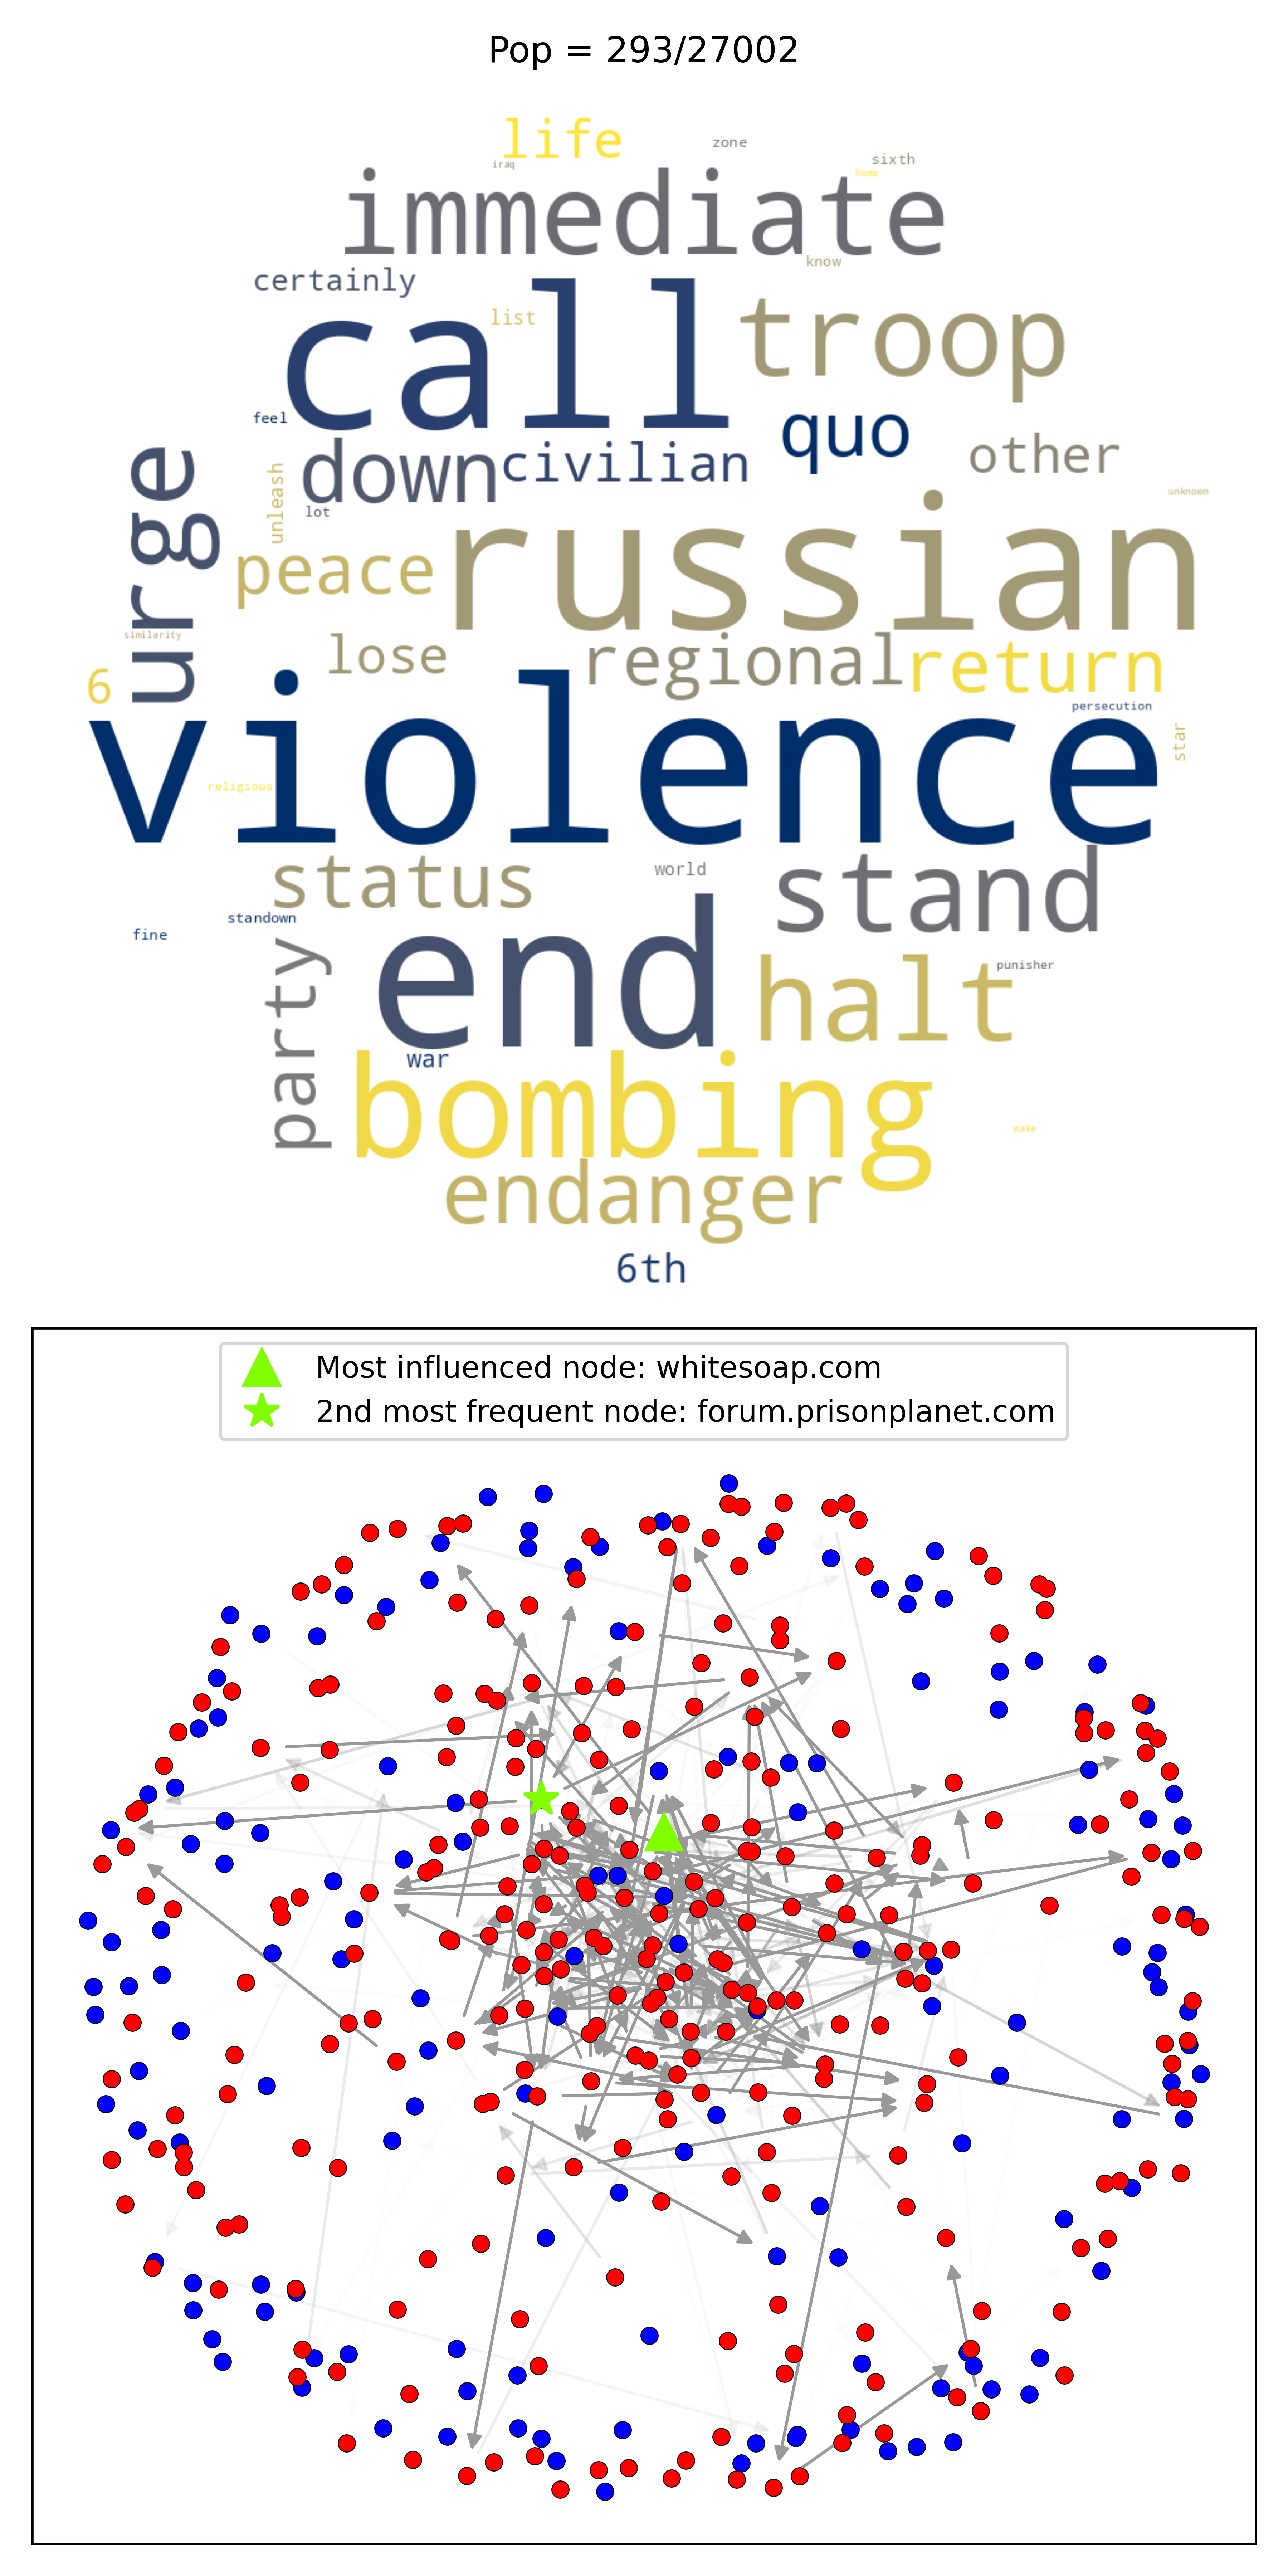 Pop = 293/27002
life
zone
iraq
sixth
home
immediate
know
certainly
call
list
troop
feel
quo
down
civilian
other
urge
unleash
lot
unknown
russian
peace
similarity
lose
regional
return
6
violence
persecution
star
religious
status
world
stand
standown
fine
party
end
halt
punisher
war
bombing
wake
endanger
6th
Most influenced node: whitesoap.com
2nd most frequent node: forum.prisonplanet.com